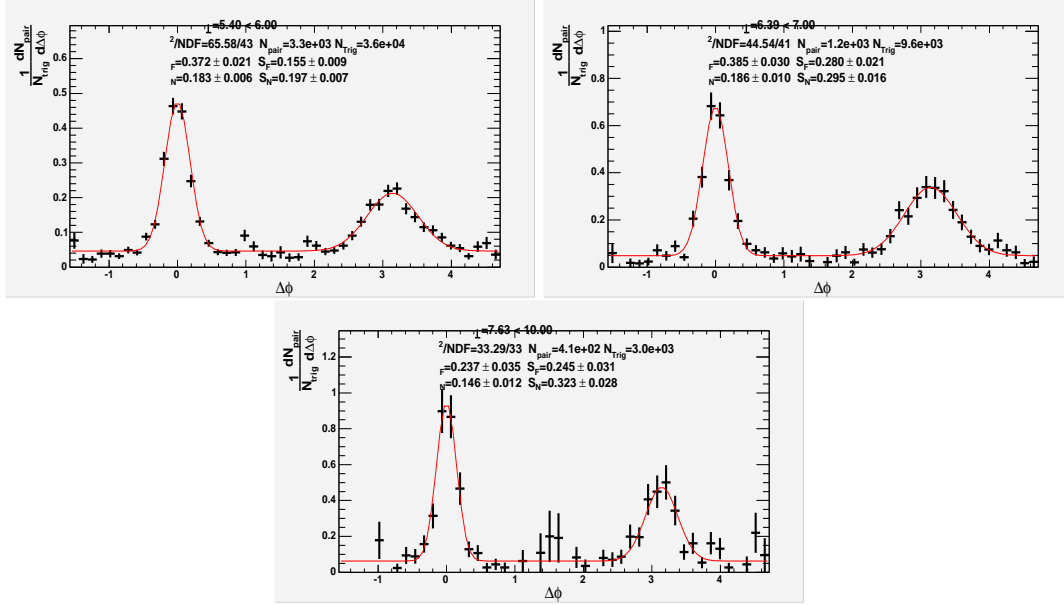 =5.40 < 6.00
2/NDF=65.58/43 N_pair=3.3e+03 N_Trig=3.6e+04
F=0.372 ± 0.021 S_F=0.155 ± 0.009
N=0.183 ± 0.006 S_N=0.197 ± 0.007
1/N_trig dN_pair/dΔϕ
0.6
0.5
0.4
0.3
0.2
0.1
0
-1 0 1 2 3 4
Δϕ
=6.39 < 7.00
2/NDF=44.54/41 N_pair=1.2e+03 N_Trig=9.6e+03
F=0.385 ± 0.030 S_F=0.280 ± 0.021
N=0.186 ± 0.010 S_N=0.295 ± 0.016
1/N_trig dN_pair/dΔϕ
1
0.8
0.6
0.4
0.2
0
-1 0 1 2 3 4
Δϕ
=7.63 < 10.00
2/NDF=33.29/33 N_pair=4.1e+02 N_Trig=3.0e+03
F=0.237 ± 0.035 S_F=0.245 ± 0.031
N=0.146 ± 0.012 S_N=0.323 ± 0.028
1/N_trig dN_pair/dΔϕ
1.2
1
0.8
0.6
0.4
0.2
0
-1 0 1 2 3 4
Δϕ